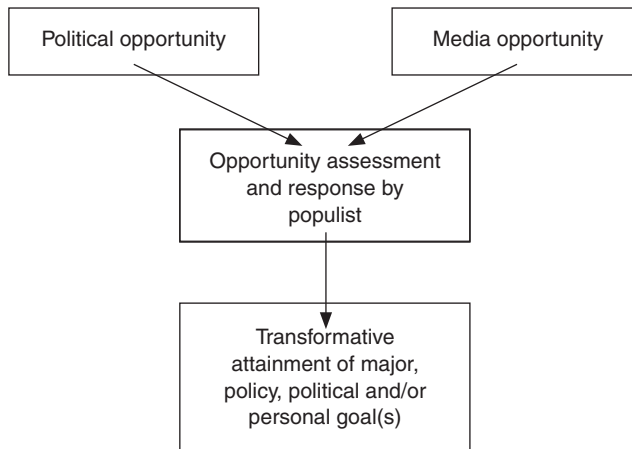 Political opportunity
Media opportunity
Opportunity assessment
and response by
populist
Transformative
attainment of major,
policy, political and/or
personal goal(s)